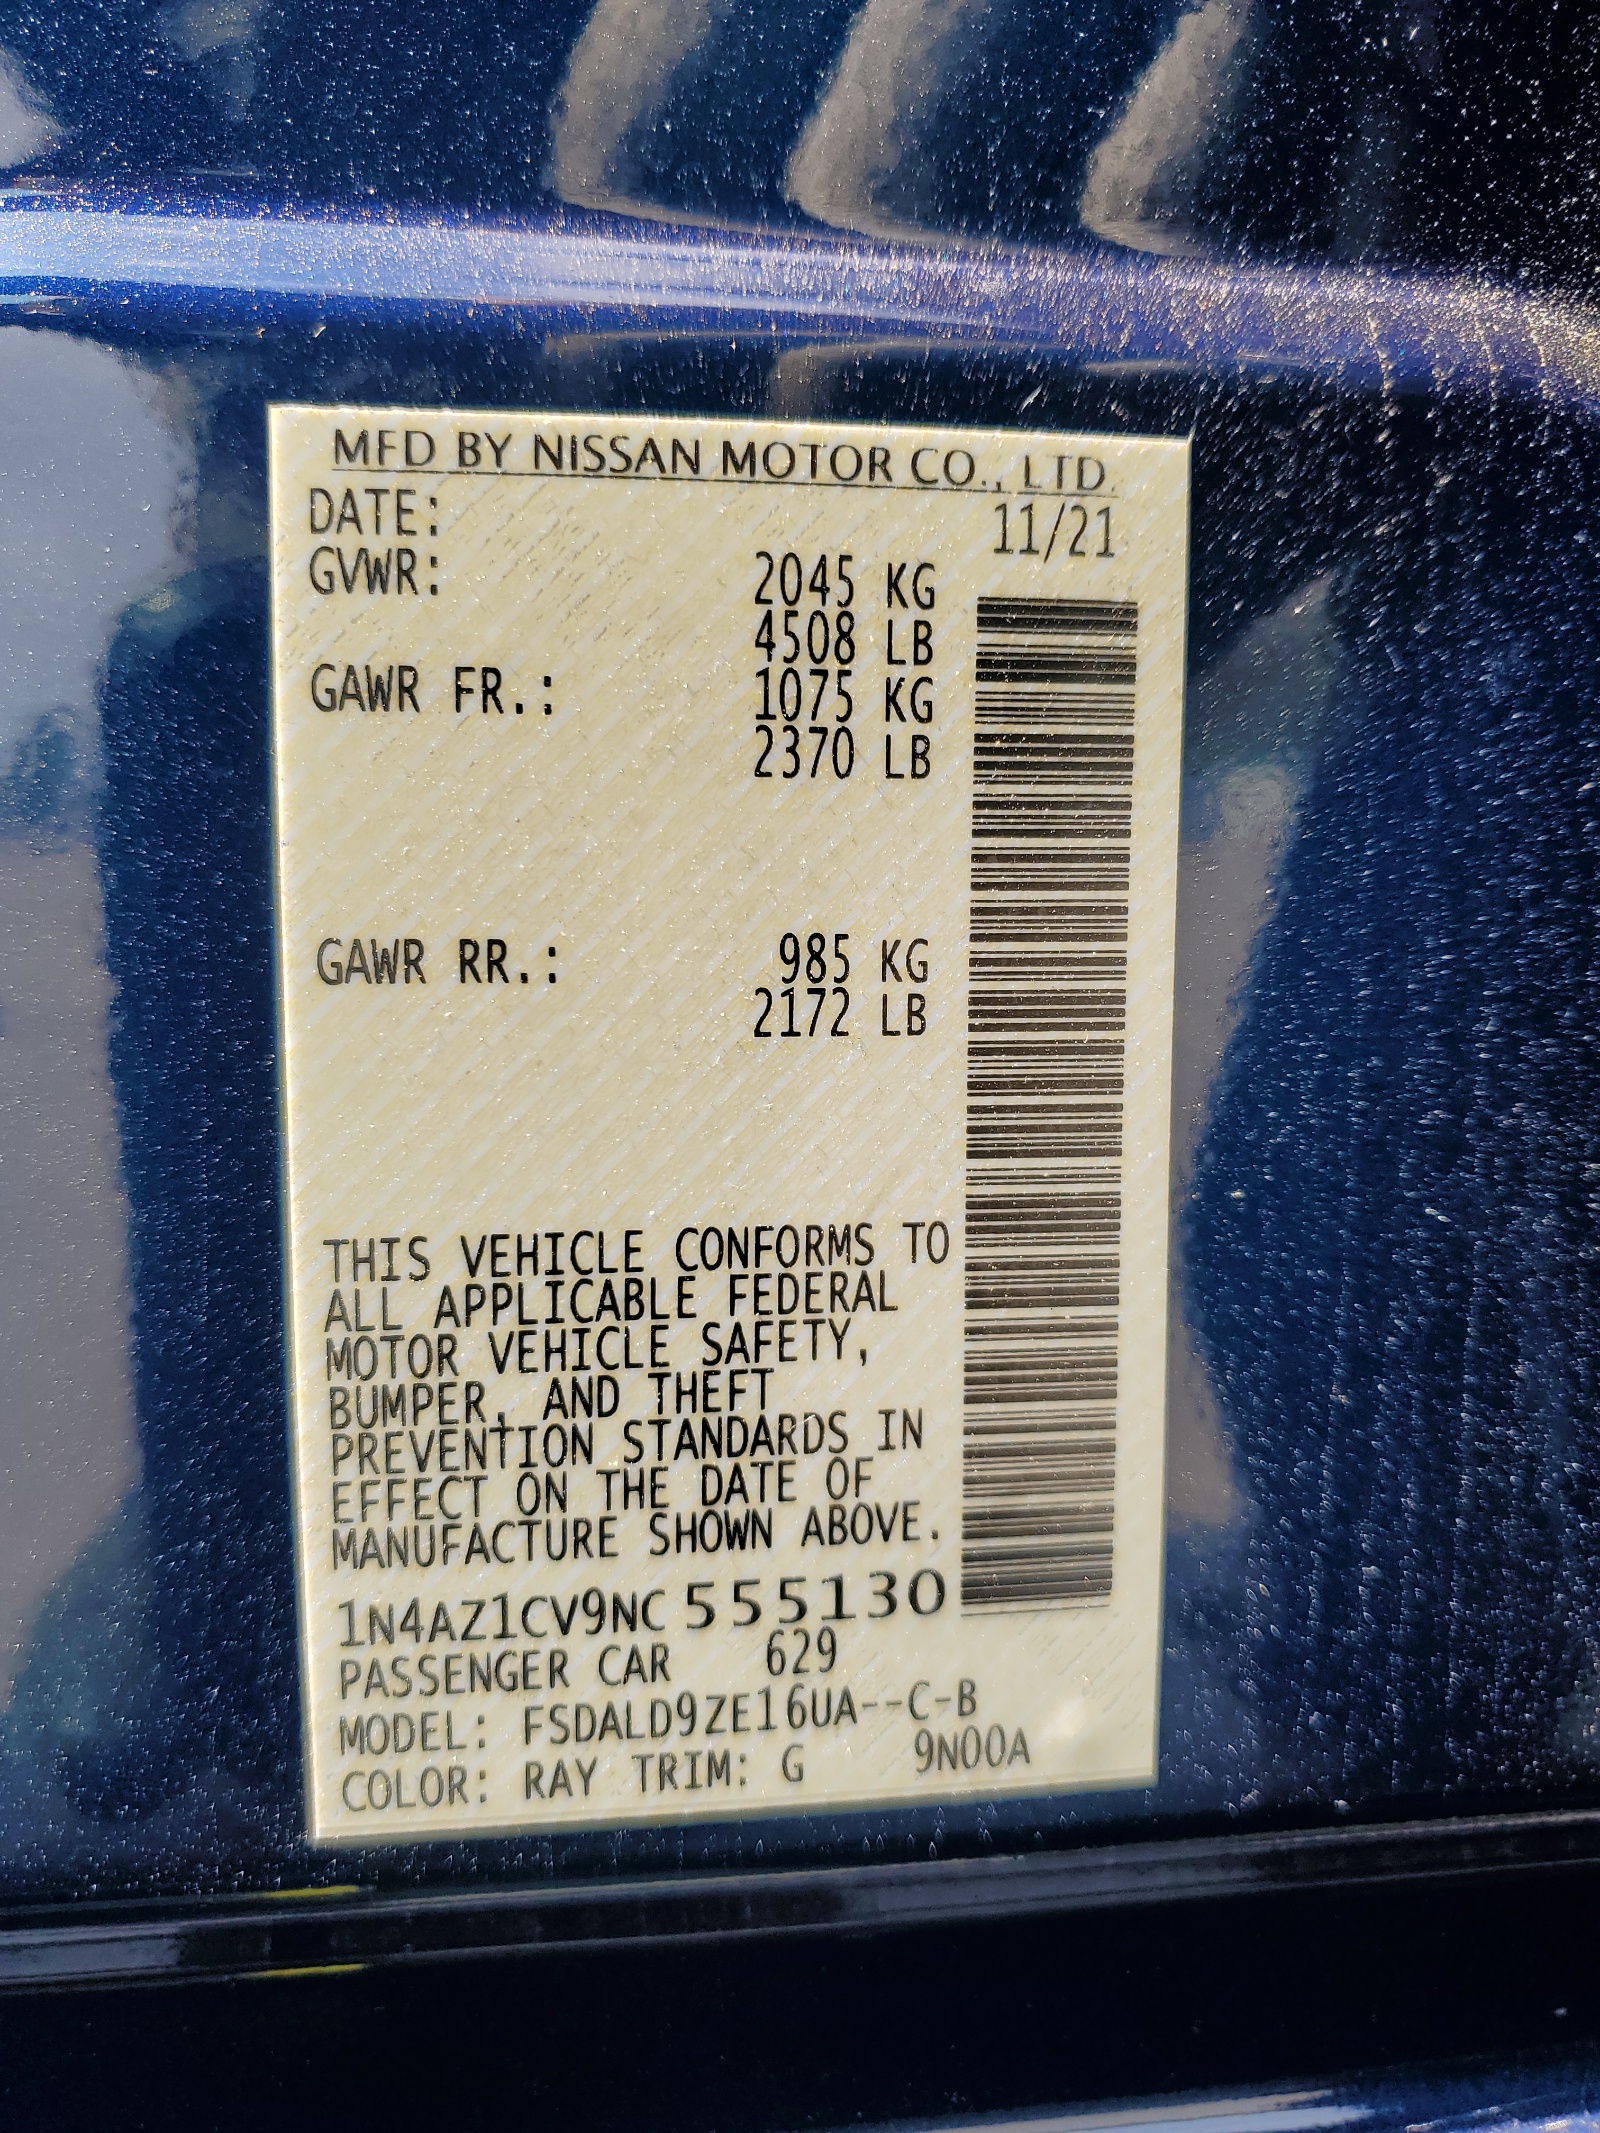 MFD BY NISSAN MOTOR CO., LTD.
DATE: 11/21
GVWR: 2045 KG
4508 LB
GAWR FR.: 1075 KG
2370 LB
GAWR RR.: 985 KG
2172 LB
THIS VEHICLE CONFORMS TO
ALL APPLICABLE FEDERAL
MOTOR VEHICLE SAFETY,
BUMPER, AND THEFT
PREVENTION STANDARDS IN
EFFECT ON THE DATE OF
MANUFACTURE SHOWN ABOVE.
1N4AZ1CV9NC 555130
PASSENGER CAR 629
MODEL: FSDALD9ZE16UA--C-B
COLOR: RAY TRIM: G 9N00A